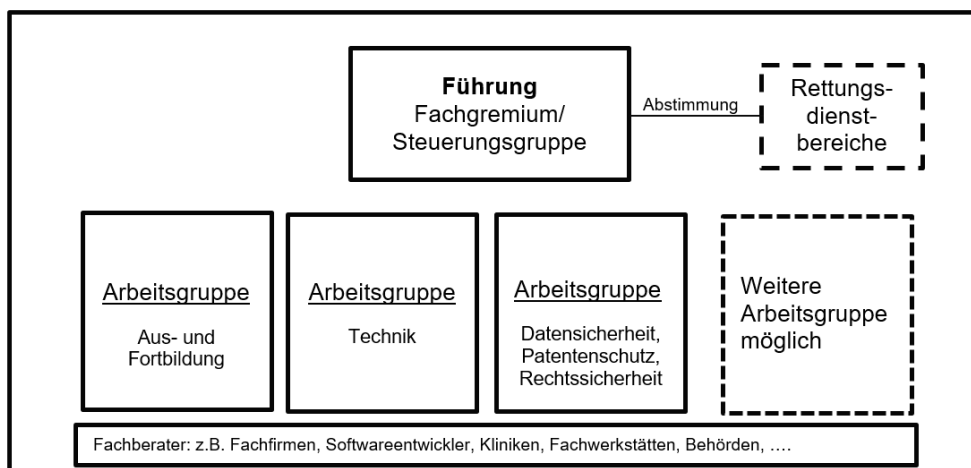 Führung
Fachgremium/
Steuerungsgruppe
Abstimmung
Rettungs-
dienst-
bereiche
Arbeitsgruppe
Aus- und
Fortbildung
Arbeitsgruppe
Technik
Arbeitsgruppe
Datensicherheit,
Patentenschutz,
Rechtssicherheit
Weitere
Arbeitsgruppe
möglich
Fachberater: z.B. Fachfirmen, Softwareentwickler, Kliniken, Fachwerkstätten, Behörden, ….